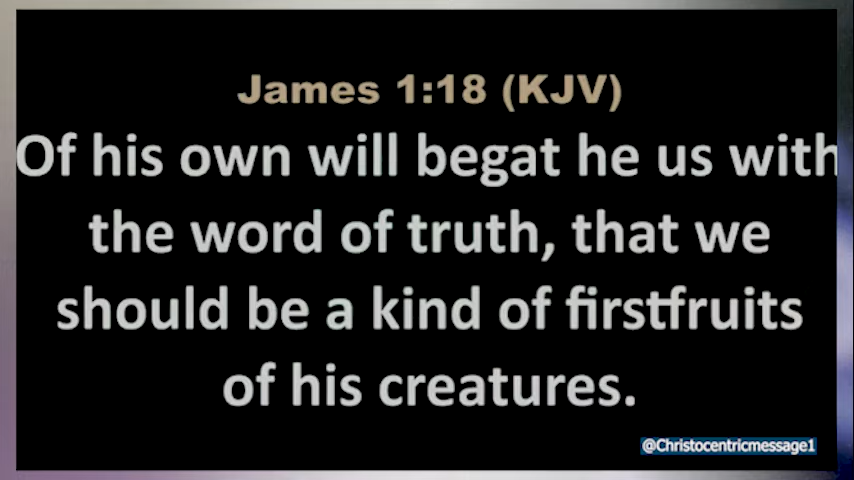 James 1:18 (KJV)
Of his own will begat he us with
the word of truth, that we
should be a kind of firstfruits
of his creatures.
@Christocentricmessage1